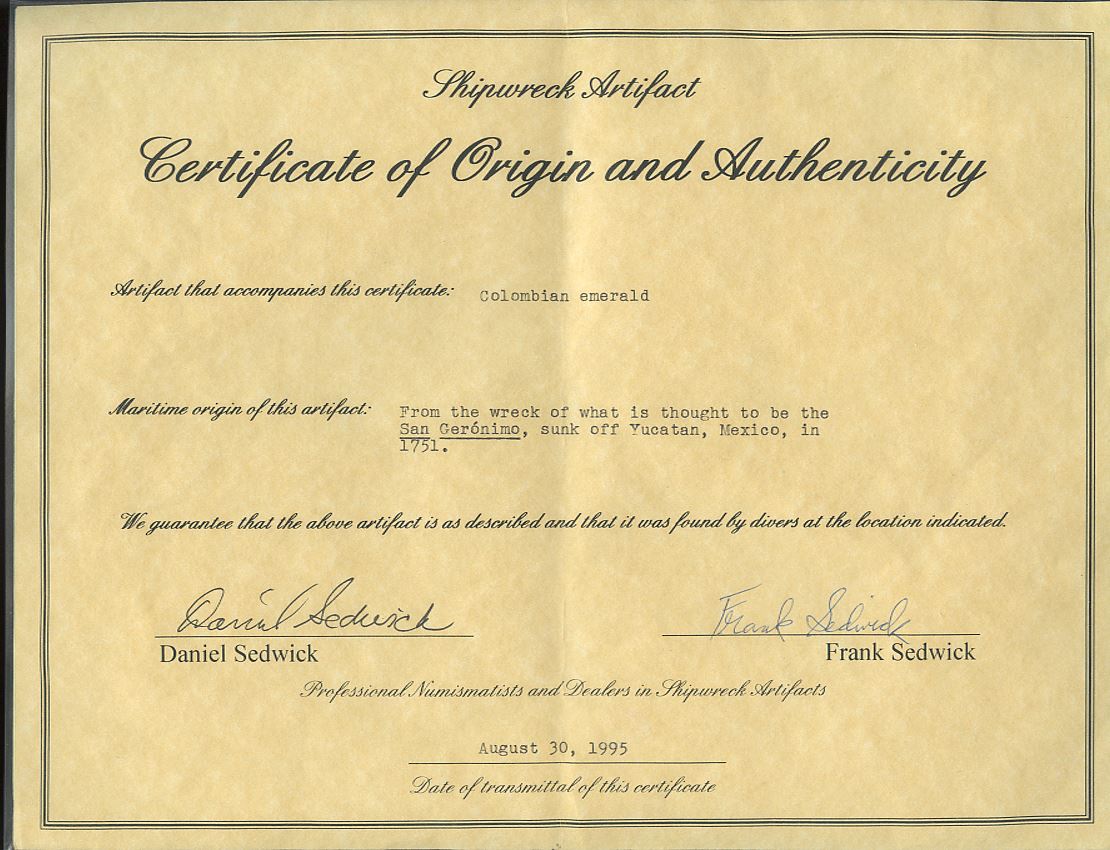 Shipwreck Artifact
Certificate of Origin and Authenticity
Artifact that accompanies this certificate: Colombian emerald
Maritime origin of this artifact: From the wreck of what is thought to be the
San Gerónimo, sunk off Yucatan, Mexico, in
1751.
We guarantee that the above artifact is as described and that it was found by divers at the location indicated.
Daniel Sedwick Frank Sedwick
Daniel Sedwick Frank Sedwick
Professional Numismatists and Dealers in Shipwreck Artifacts
August 30, 1995
Date of transmittal of this certificate